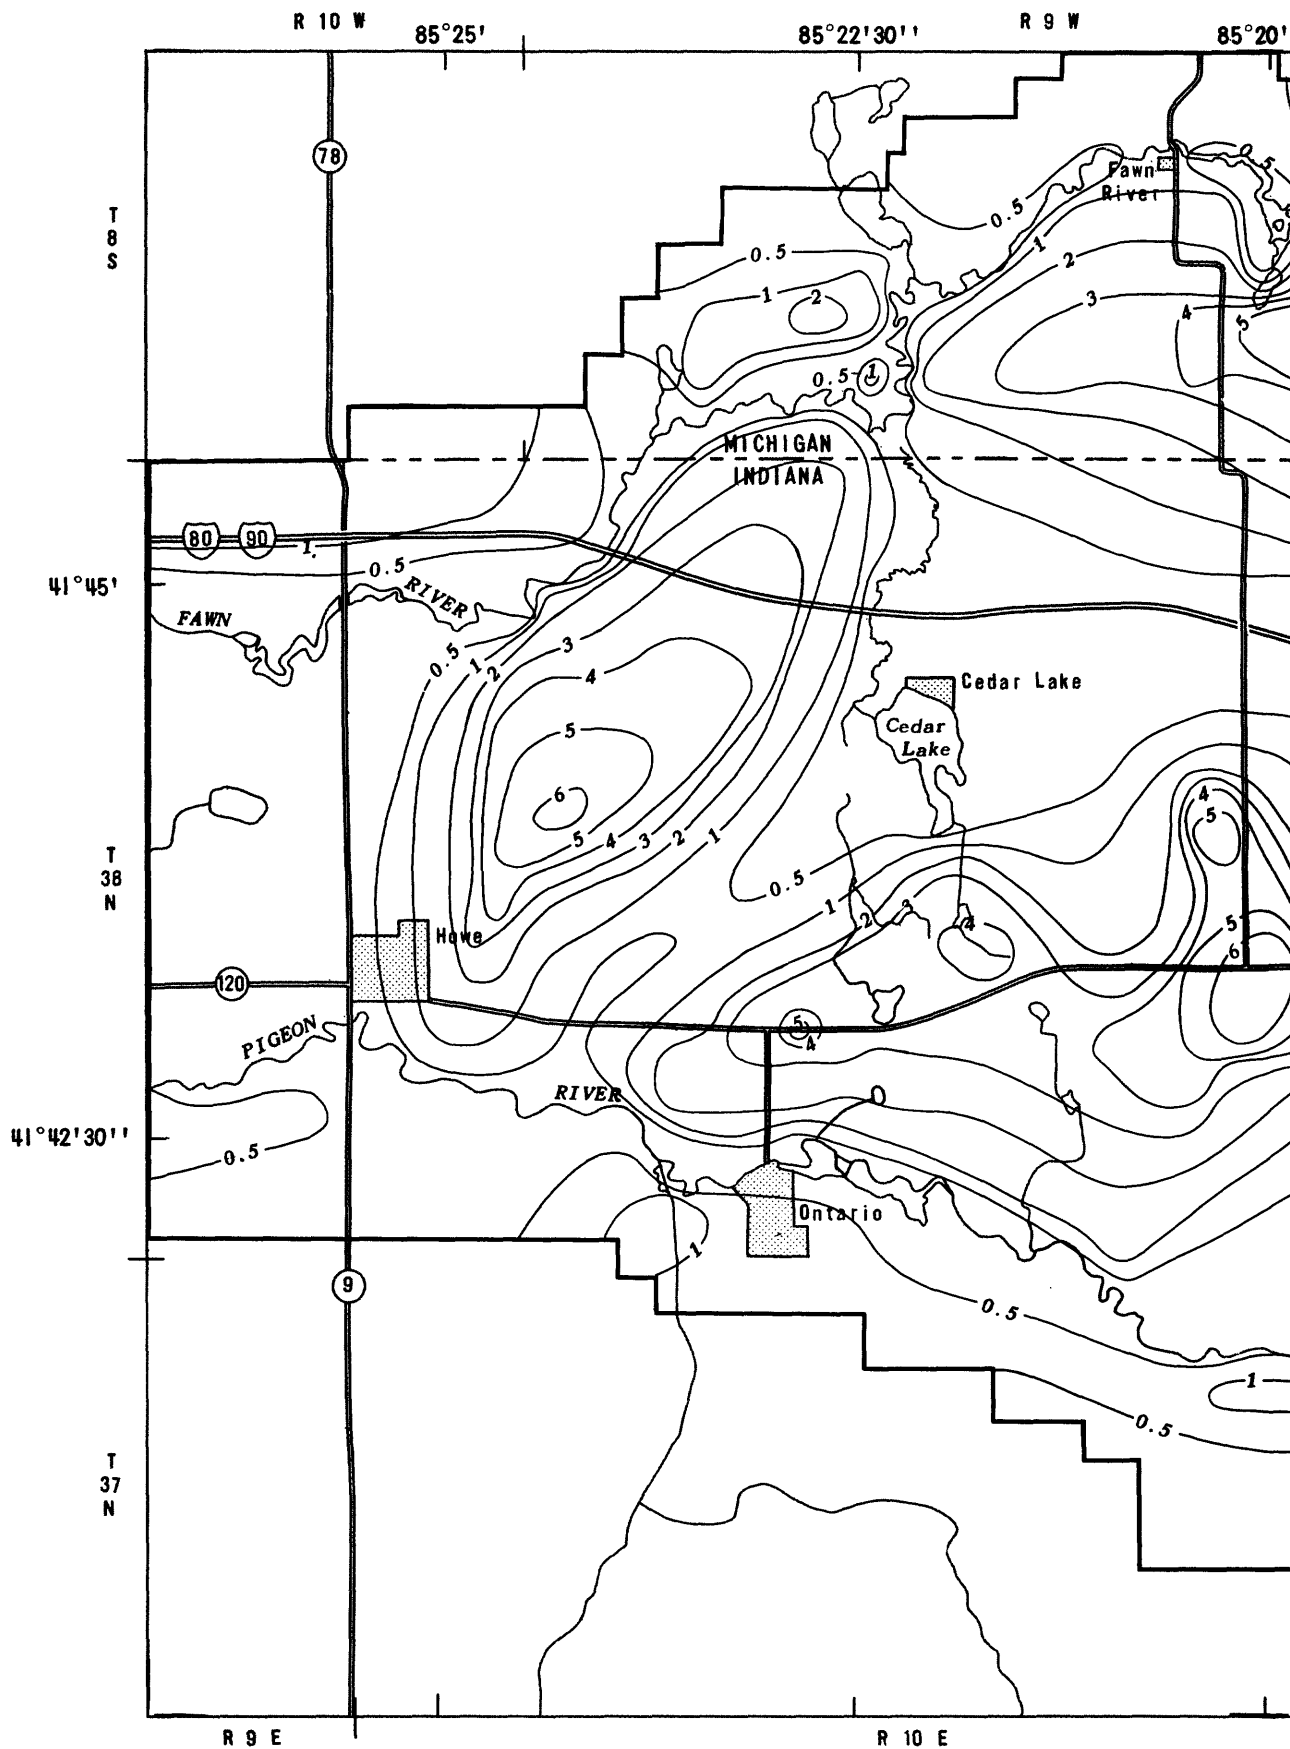 R 10 W
R 9 W
85°25'
85°22'30''
85°20'
78
Fawn
River
0.5
0.5
T
8
S
1
2
0.5
1
2
3
4
5
0.5
1
MICHIGAN
INDIANA
80
90
1.
0.5
41°45'
RIVER
FAWN
0.5
1
2
3
4
Cedar Lake
Cedar
Lake
5
6
4
5
5
4
3
2
1
T
38
N
0.5
1
2
3
4
5
6
Howe
120
PIGEON
5
4
RIVER
41°42'30''
0.5
Ontario
1
9
0.5
1
0.5
T
37
N
R 9 E
R 10 E